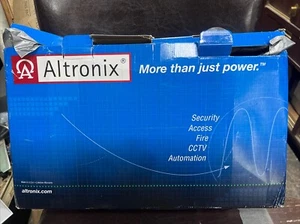 Altronix® More than just power.™
Security
Access
Fire
CCTV
Automation
altronix.com